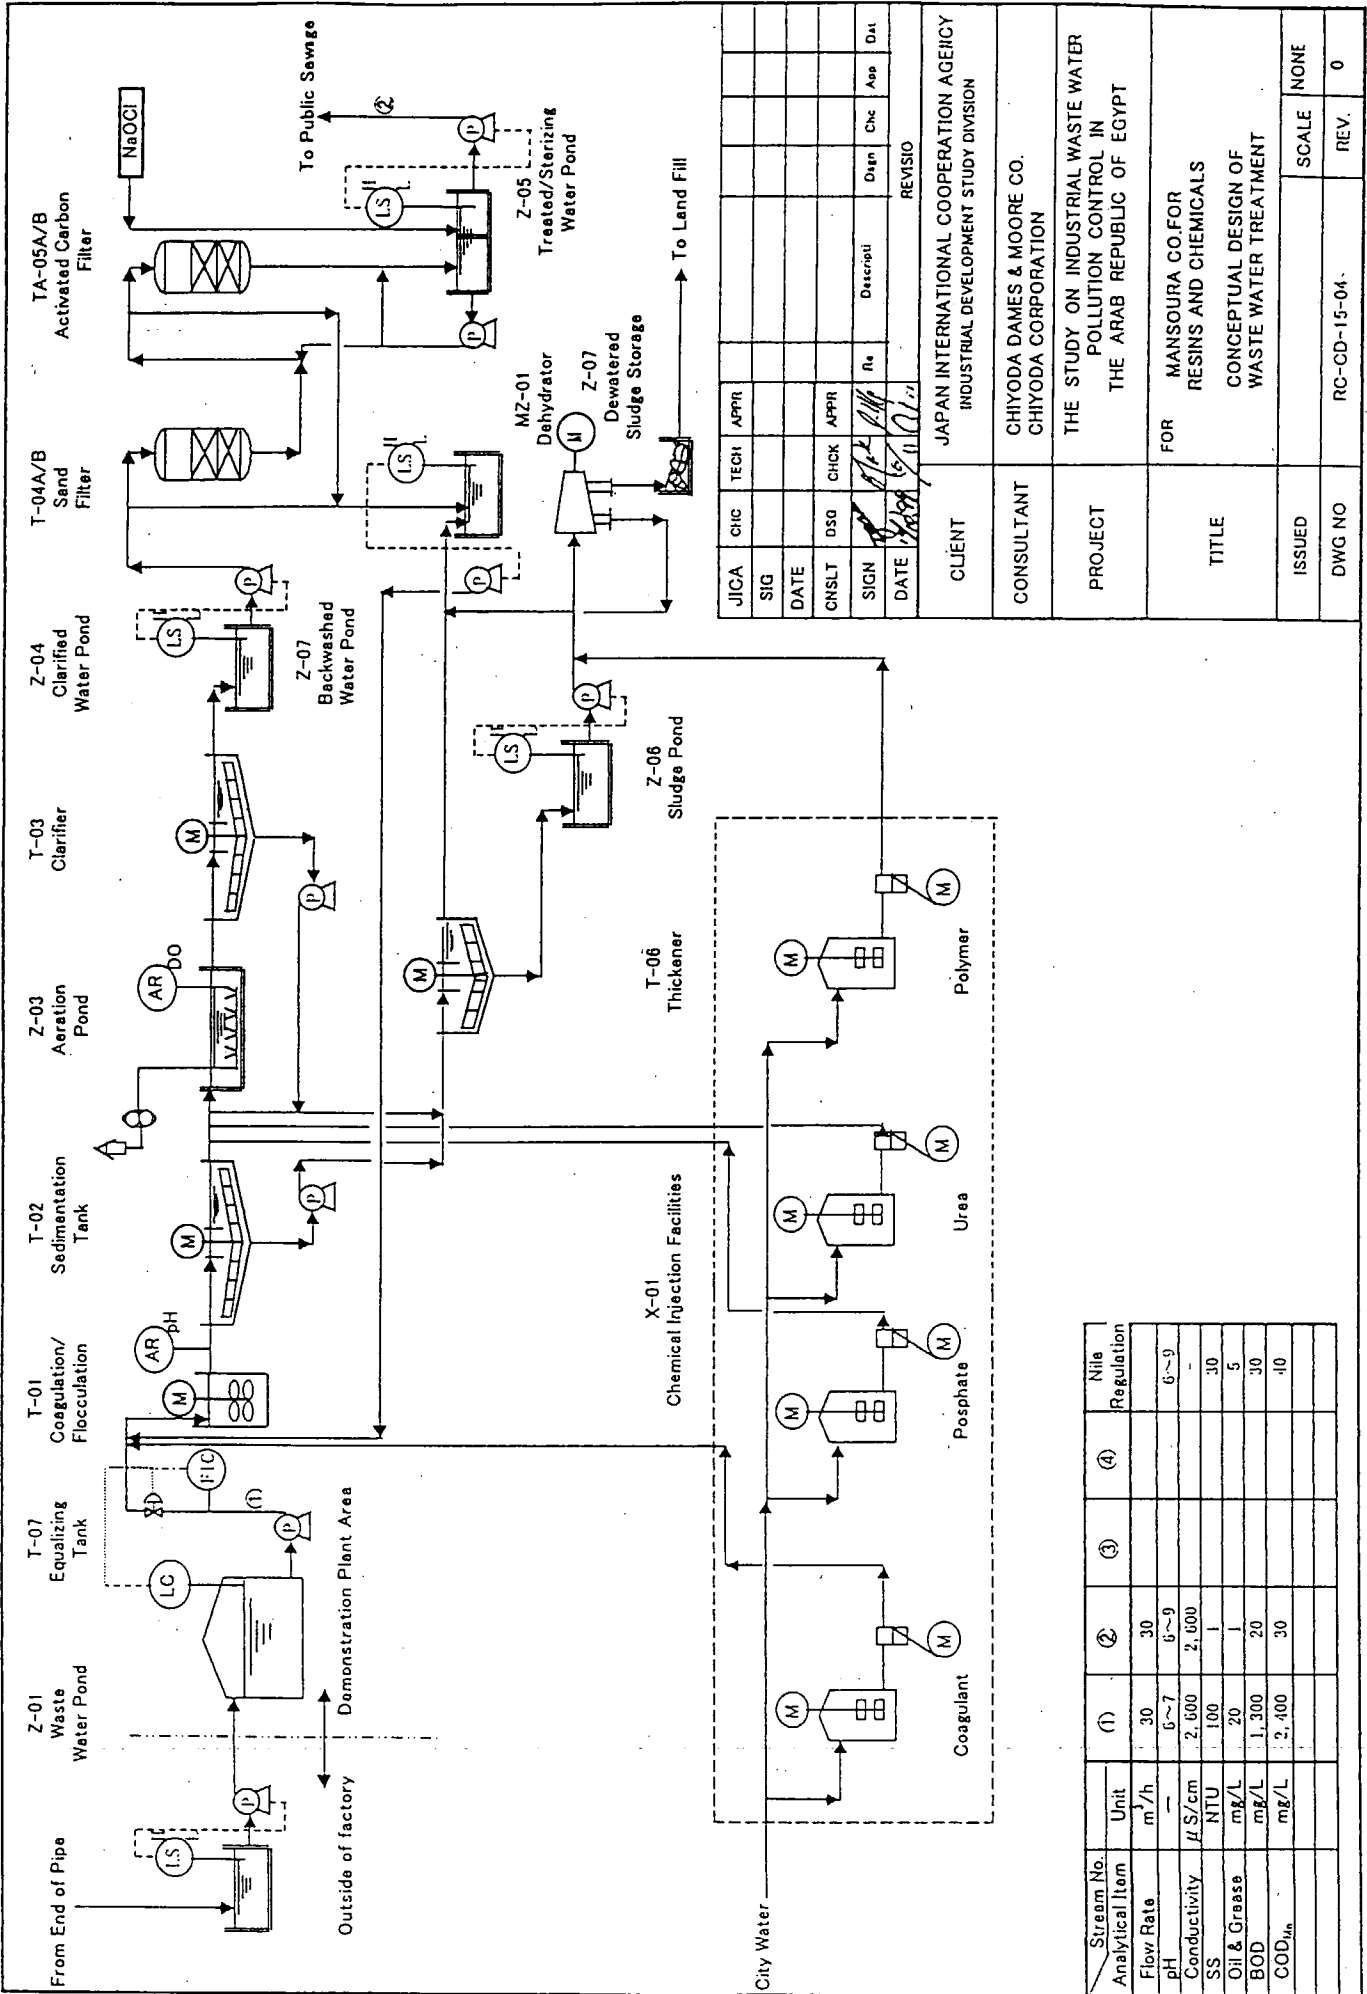 From End of Pipe
Z-01
Waste
Water Pond
T-07
Equalizing
Tank
T-01
Coagulation/
Flocculation
T-02
Sedimentation
Tank
Z-03
Aeration
Pond
T-03
Clarifier
Z-04
Clarified
Water Pond
T-04A/B
Sand
Filter
TA-05A/B
Activated Carbon
Filter
NaOCl
LS
P
LC
FIC
P
①
M
AR
pH
M
P
AR
DO
M
P
LS
P
LS
P
P
LS
P
To Public Sewage
②
Z-05
Treated/Sterizing
Water Pond
Z-07
Backwashed
Water Pond
Outside of factory
Demonstration Plant Area
M
T-06
Thickener
LS
P
Z-06
Sludge Pond
MZ-01
Dehydrator
M
Z-07
Dewatered
Sludge Storage
To Land Fill
X-01
Chemical Injection Facilities
City Water
M
M
Coagulant
M
M
Posphate
M
M
Urea
M
M
Polymer
Stream No.
Analytical Item Unit ① ② ③ ④ Nile Regulation
Flow Rate m³/h 30 30
pH — 6~7 6~9 6~9
Conductivity μS/cm 2,600 2,600 -
SS NTU 100 1 30
Oil & Grease mg/L 20 1 5
BOD mg/L 1,300 20 30
CODMn mg/L 2,400 30 40
JICA CHC TECH APPR
SIG
DATE
CNSLT DSG CHCK APPR
SIGN Re Descripti Dsgn Chc App Dat
DATE REVISIO
CLIENT JAPAN INTERNATIONAL COOPERATION AGENCY
INDUSTRIAL DEVELOPMENT STUDY DIVISION
CONSULTANT CHIYODA DAMES & MOORE CO.
CHIYODA CORPORATION
PROJECT THE STUDY ON INDUSTRIAL WASTE WATER
POLLUTION CONTROL IN
THE ARAB REPUBLIC OF EGYPT
TITLE FOR MANSOURA CO.FOR
RESINS AND CHEMICALS
CONCEPTUAL DESIGN OF
WASTE WATER TREATMENT
ISSUED SCALE NONE
DWG NO RC-CD-15-04 REV. 0